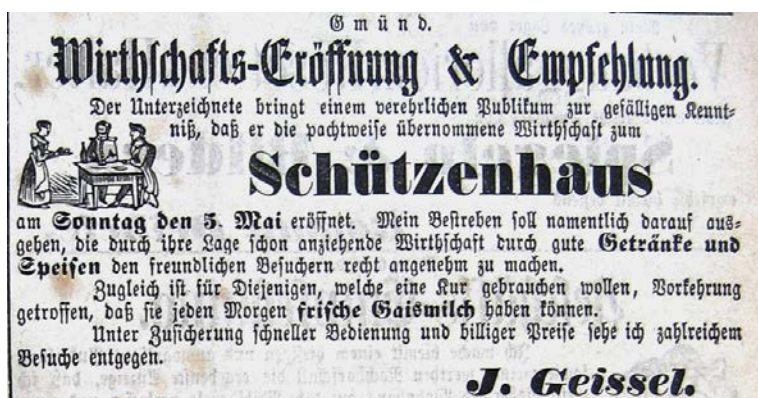 Gmünd.
Wirthschafts-Eröffnung & Empfehlung.
Der Unterzeichnete bringt einem verehrlichen Publikum zur gefälligen Kennt-
niß, daß er die pachtweise übernommene Wirthschaft zum
Schützenhaus
am Sonntag den 5. Mai eröffnet. Mein Bestreben soll namentlich darauf aus-
gehen, die durch ihre Lage schon anziehende Wirthschaft durch gute Getränke und
Speisen den freundlichen Besuchern recht angenehm zu machen.
Zugleich ist für Diejenigen, welche eine Kur gebrauchen wollen, Vorkehrung
getroffen, daß sie jeden Morgen frische Gaismilch haben können.
Unter Zusicherung schneller Bedienung und billiger Preise sehe ich zahlreichem
Besuche entgegen.
J. Geissel.